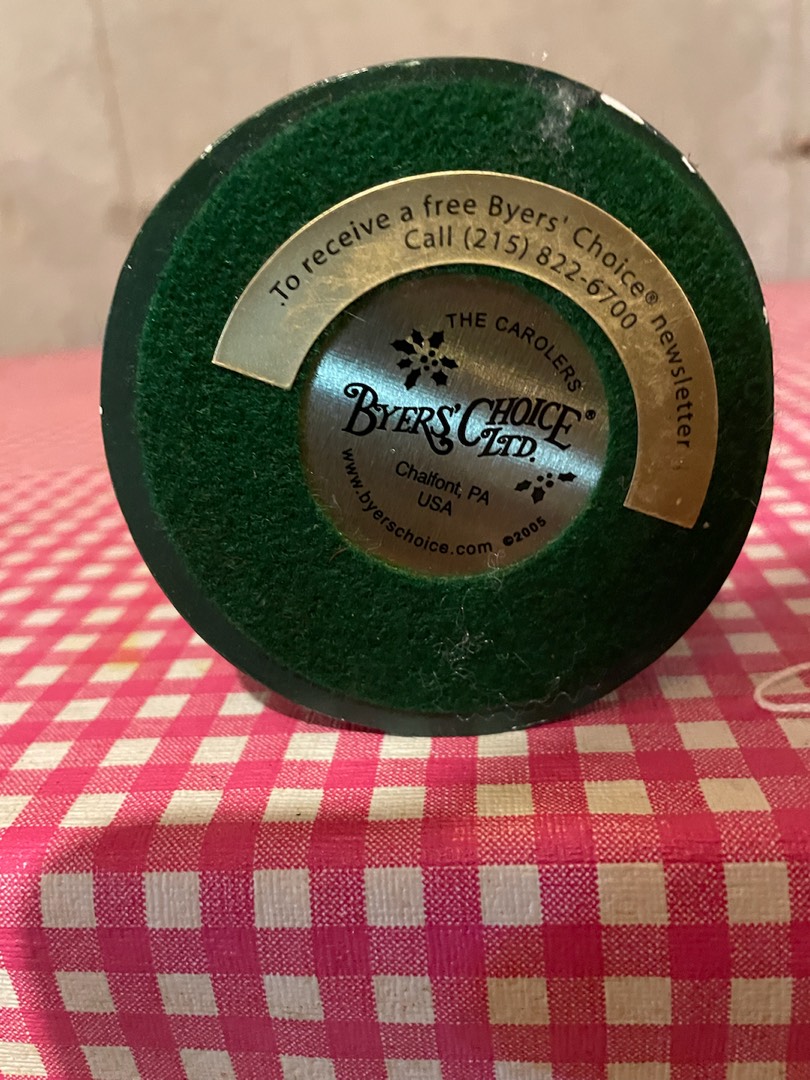 To receive a free Byers' Choice® newsletter
Call (215) 822-6700
THE CAROLERS®
BYERS' CHOICE®
LTD.
Chalfont, PA
USA
www.byerschoice.com ©2005